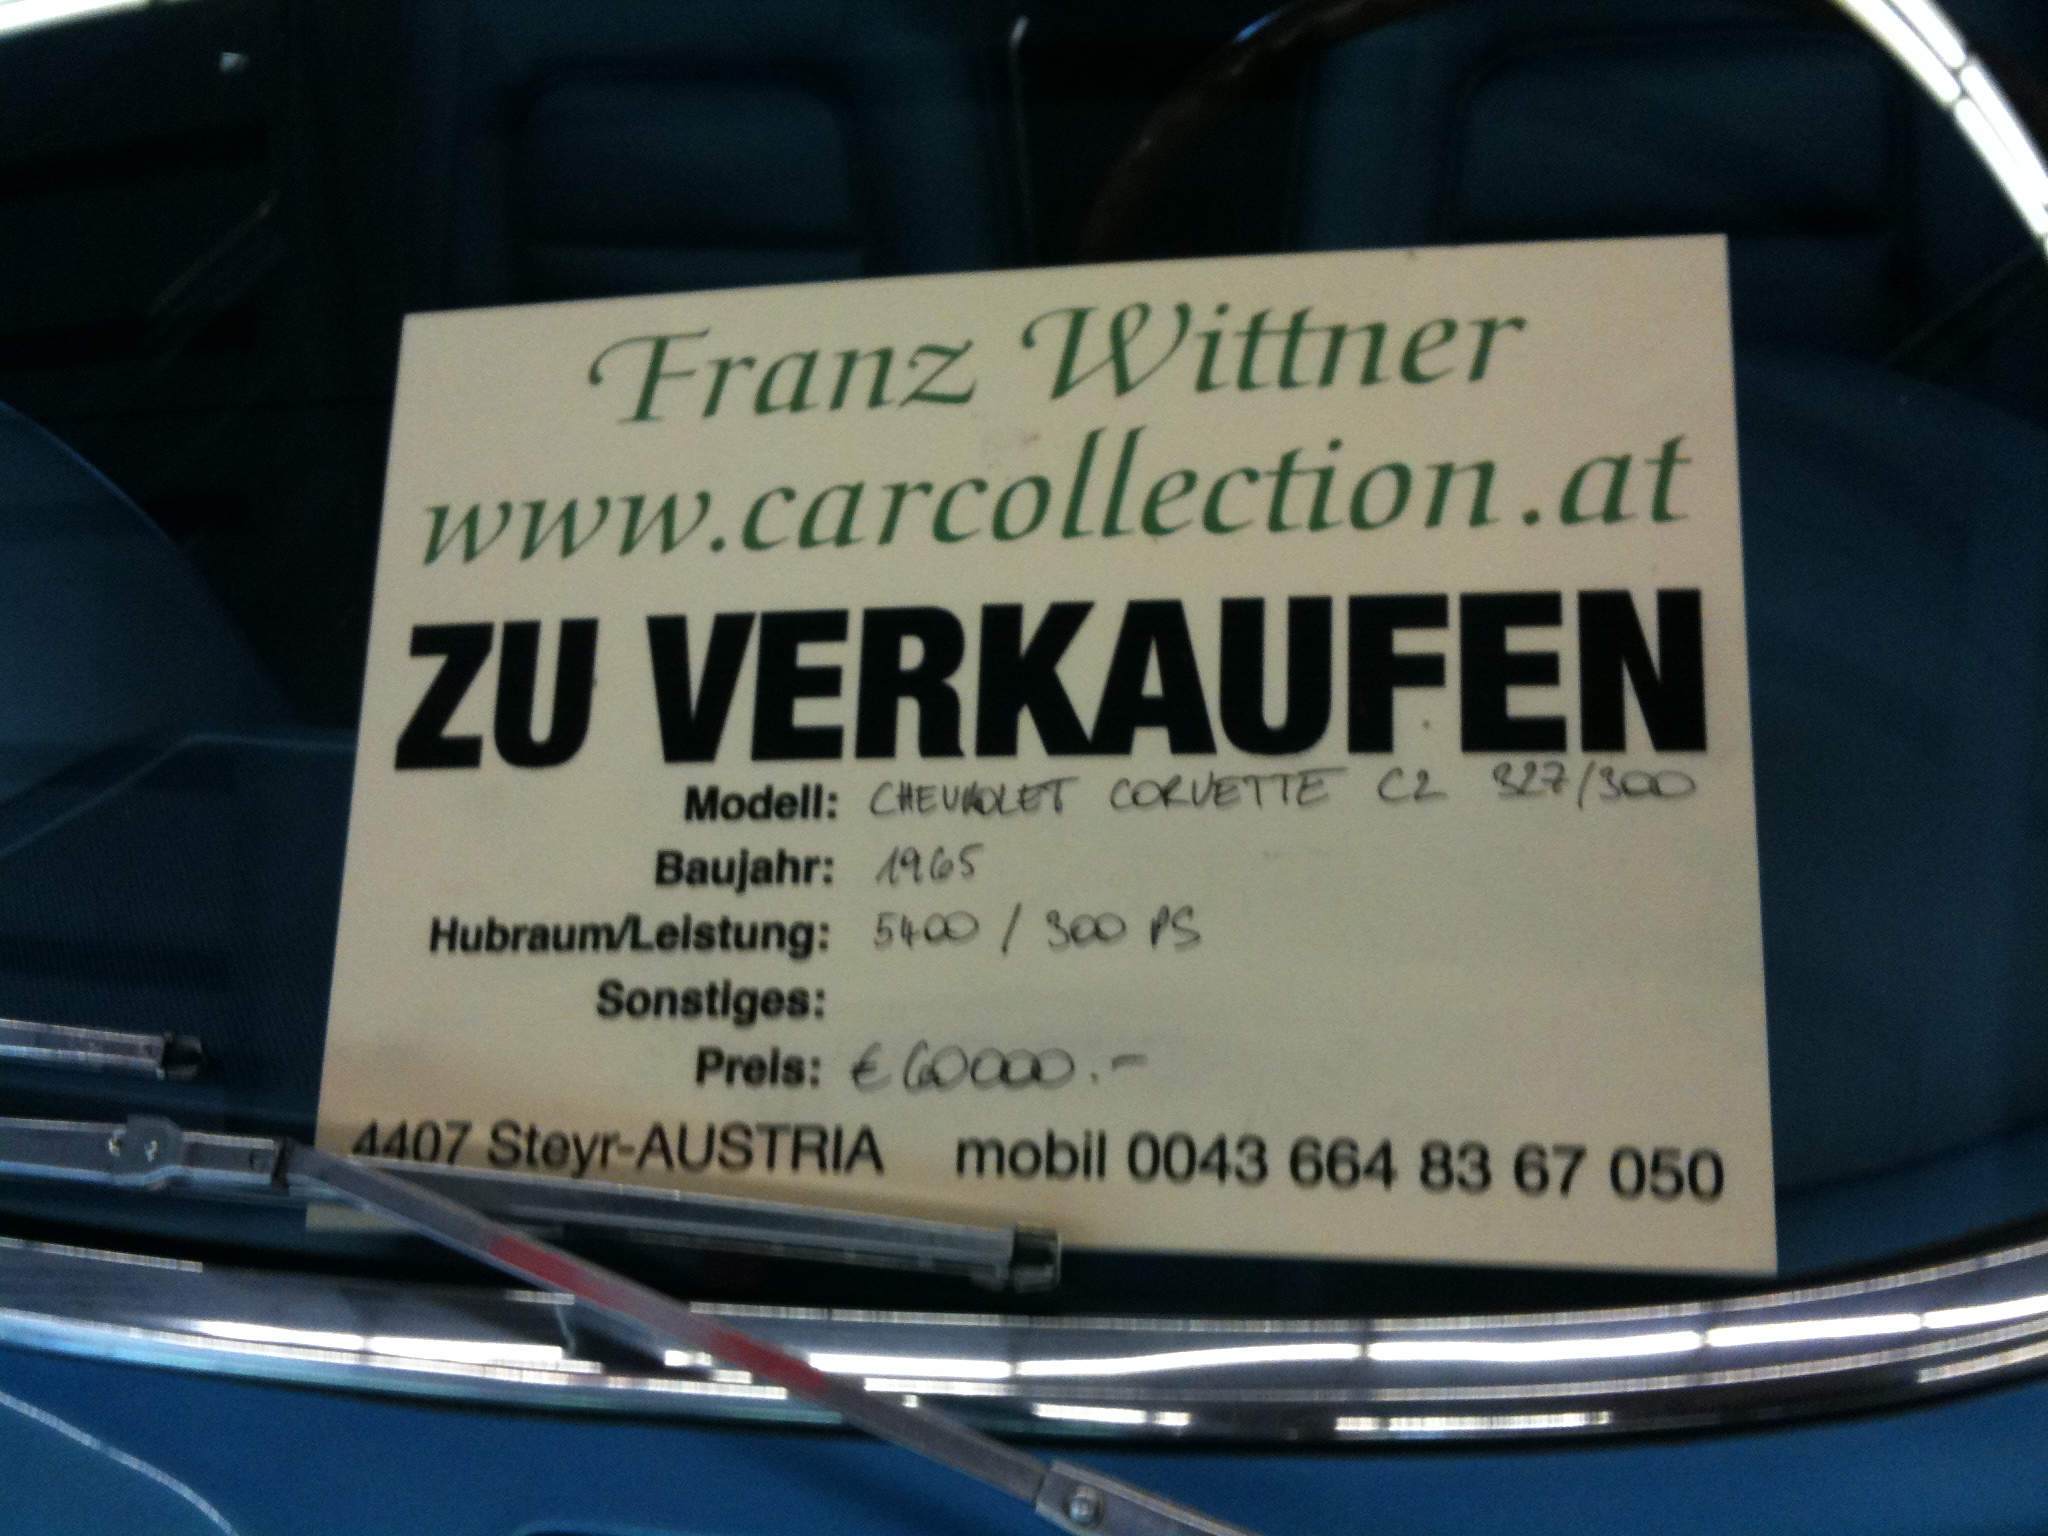 Franz Wittner
www.carcollection.at
ZU VERKAUFEN
Modell: CHEVROLET CORVETTE C2 327/300
Baujahr: 1965
Hubraum/Leistung: 5400 / 300 PS
Sonstiges:
Preis: € 60000.-
4407 Steyr-AUSTRIA mobil 0043 664 83 67 050